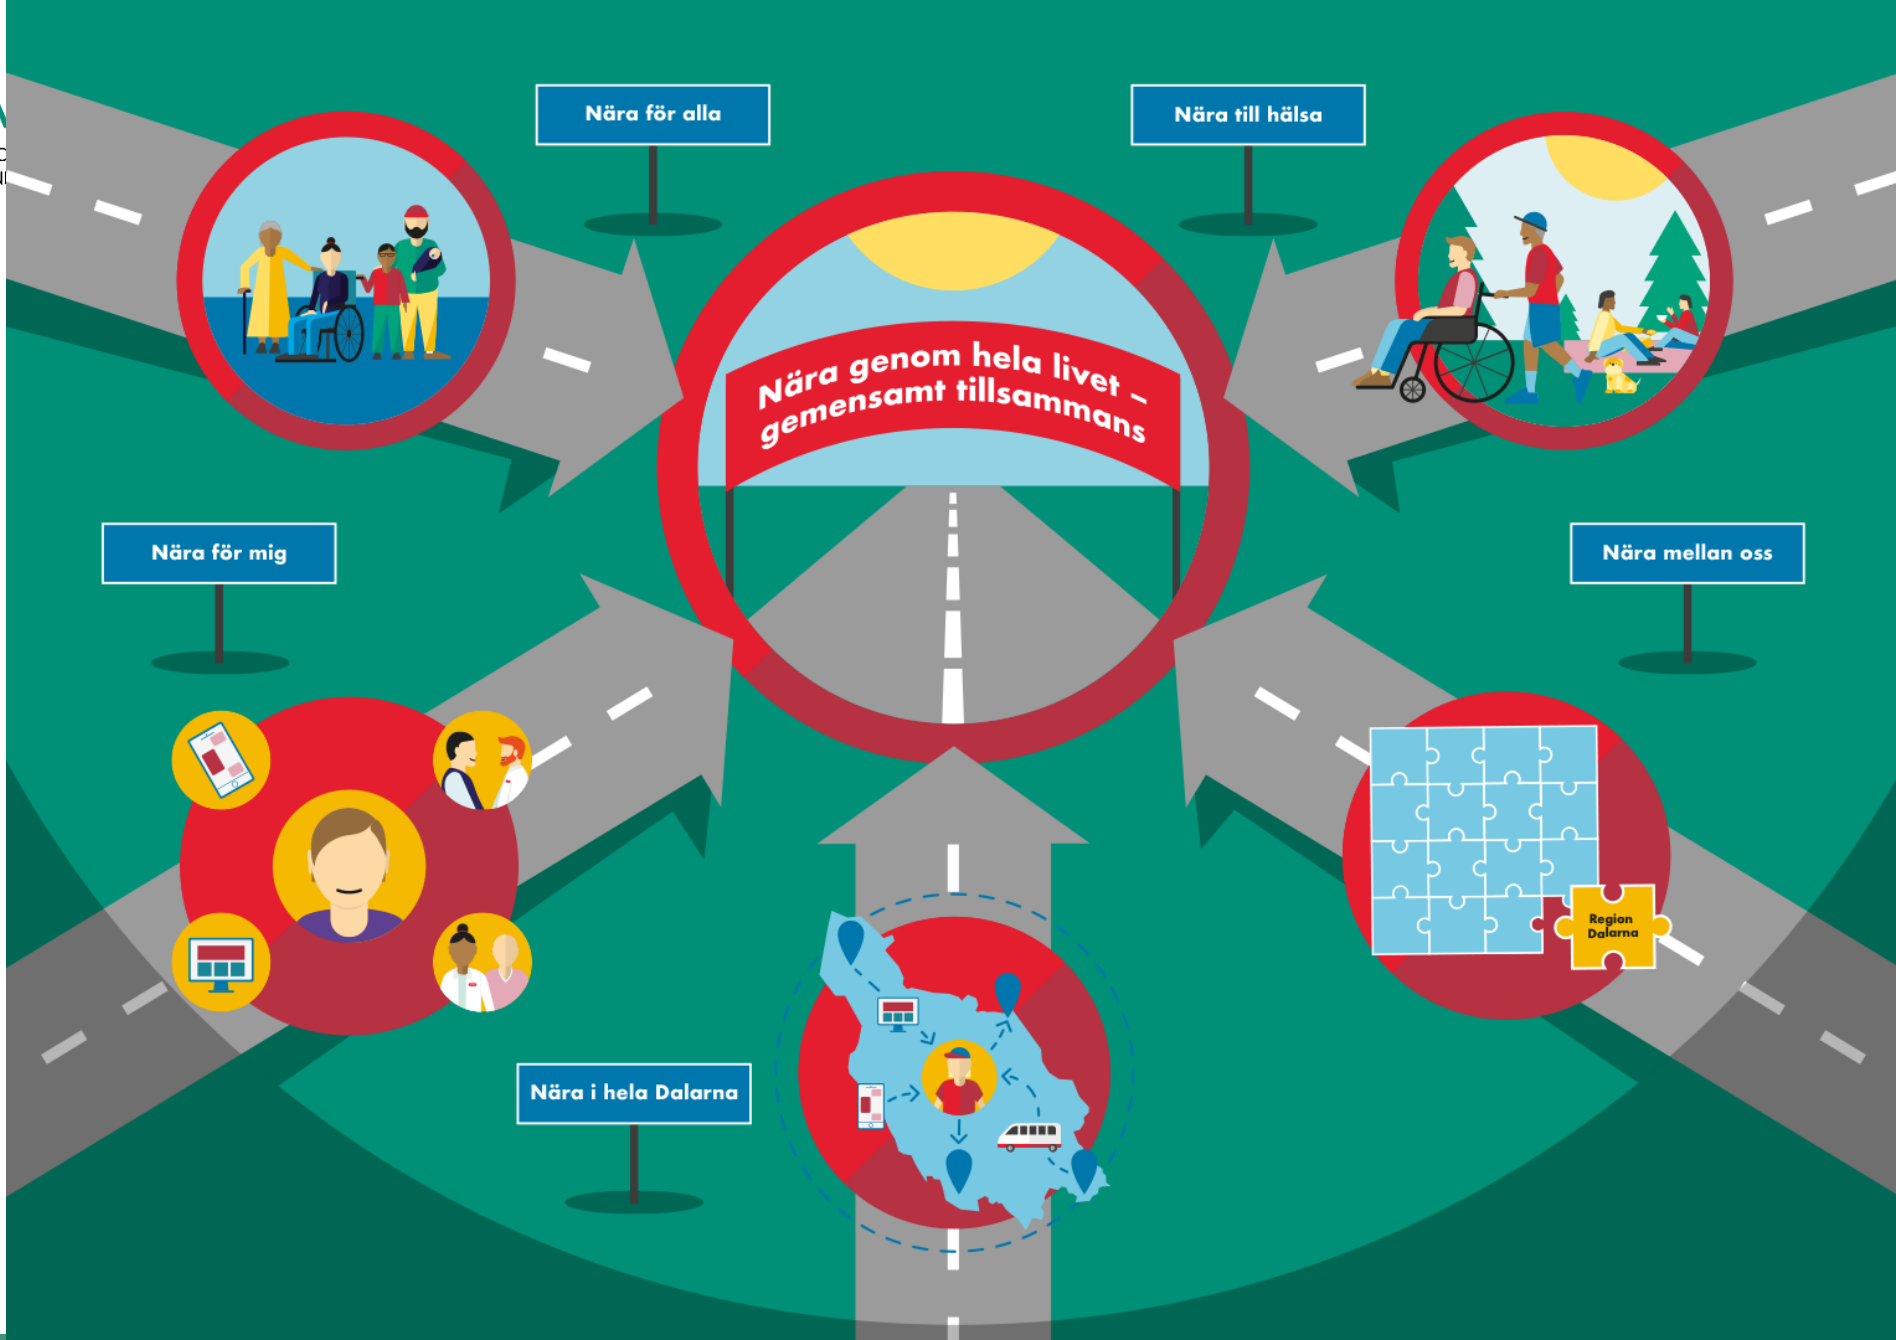 Nära för alla
Nära till hälsa
Nära genom hela livet –
gemensamt tillsammans
Nära för mig
Nära mellan oss
Region
Dalarna
Nära i hela Dalarna